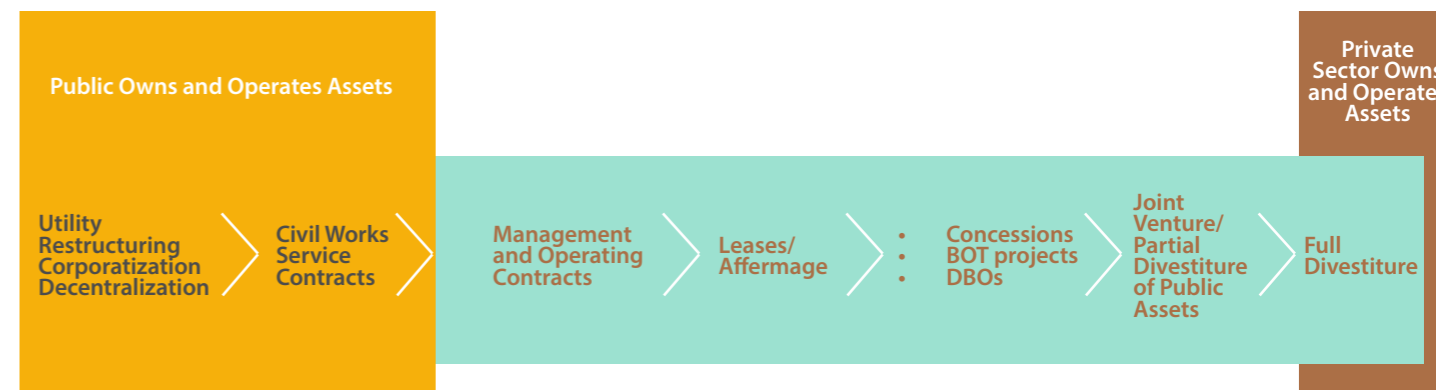 Public Owns and Operates Assets
Private
Sector Owns
and Operate
Assets
Utility
Restructuring
Corporatization
Decentralization
Civil Works
Service
Contracts
Management
and Operating
Contracts
Leases/
Affermage
• Concessions
• BOT projects
• DBOs
Joint
Venture/
Partial
Divestiture
of Public
Assets
Full
Divestiture